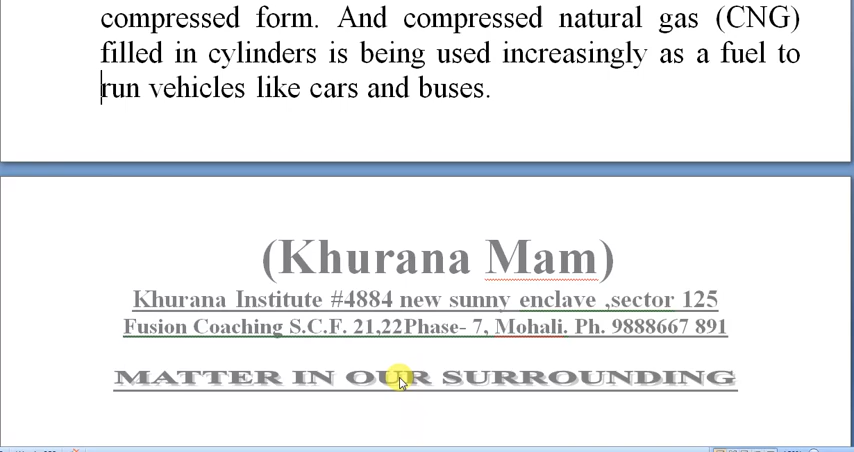 compressed form. And compressed natural gas (CNG)
filled in cylinders is being used increasingly as a fuel to
run vehicles like cars and buses.
(Khurana Mam)
Khurana Institute #4884 new sunny enclave ,sector 125
Fusion Coaching S.C.F. 21,22Phase- 7, Mohali. Ph. 9888667 891
MATTER IN OUR SURROUNDING